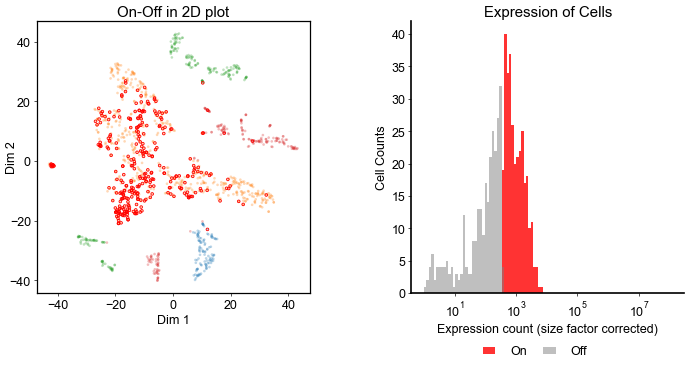 On-Off in 2D plot
40
20
0
−20
−40
Dim 2
−40 −20 0 20 40
Dim 1
Expression of Cells
40
35
30
25
20
15
10
5
0
Cell Counts
10^1 10^3 10^5 10^7
Expression count (size factor corrected)
On Off